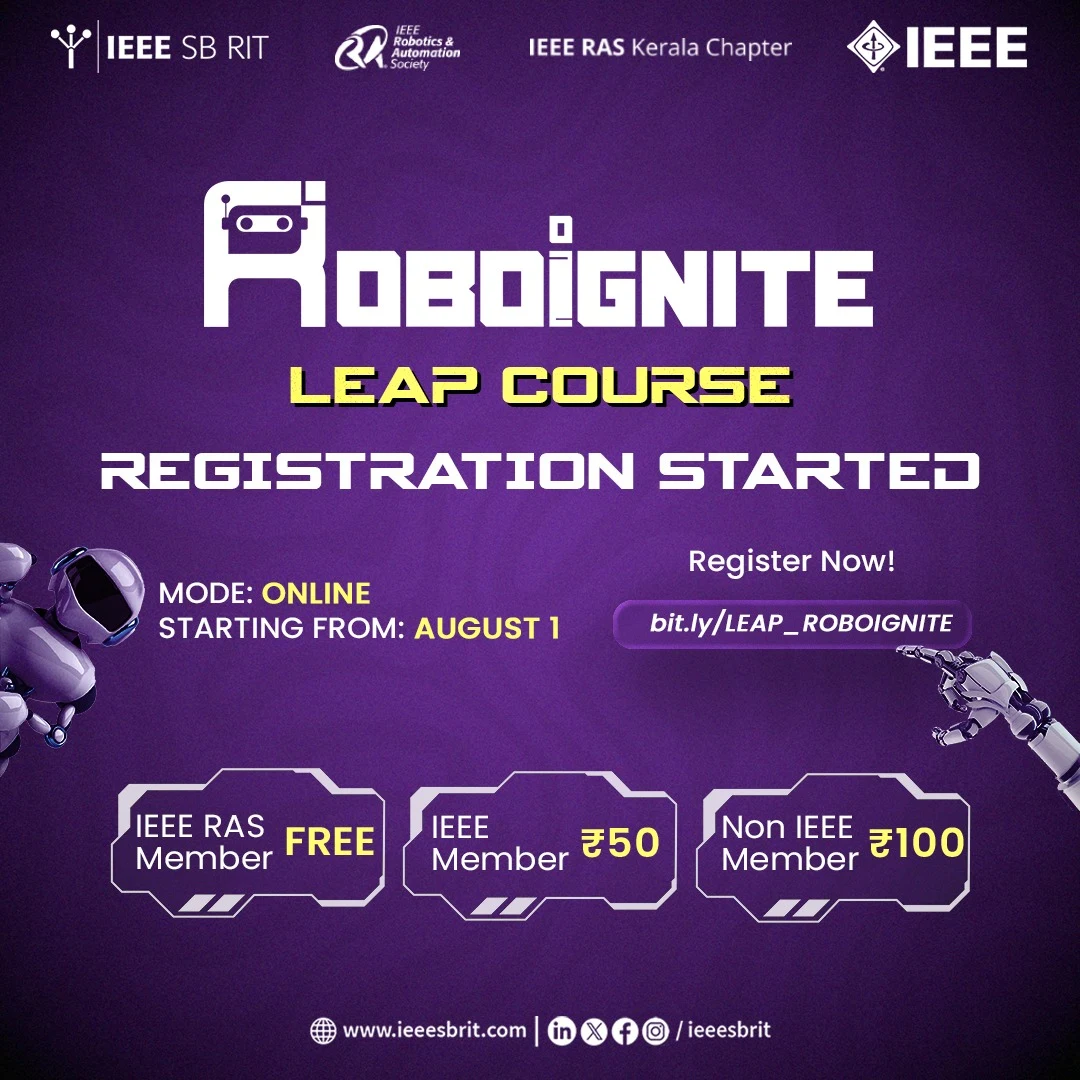 IEEE SB RIT
IEEE
Robotics &
Automation
Society
IEEE RAS Kerala Chapter
IEEE
ROBOIGNITE
LEAP COURSE
REGISTRATION STARTED
MODE: ONLINE
STARTING FROM: AUGUST 1
Register Now!
bit.ly/LEAP_ROBOIGNITE
IEEE RAS
Member FREE
IEEE
Member ₹50
Non IEEE
Member ₹100
www.ieeesbrit.com | in X f / ieeesbrit